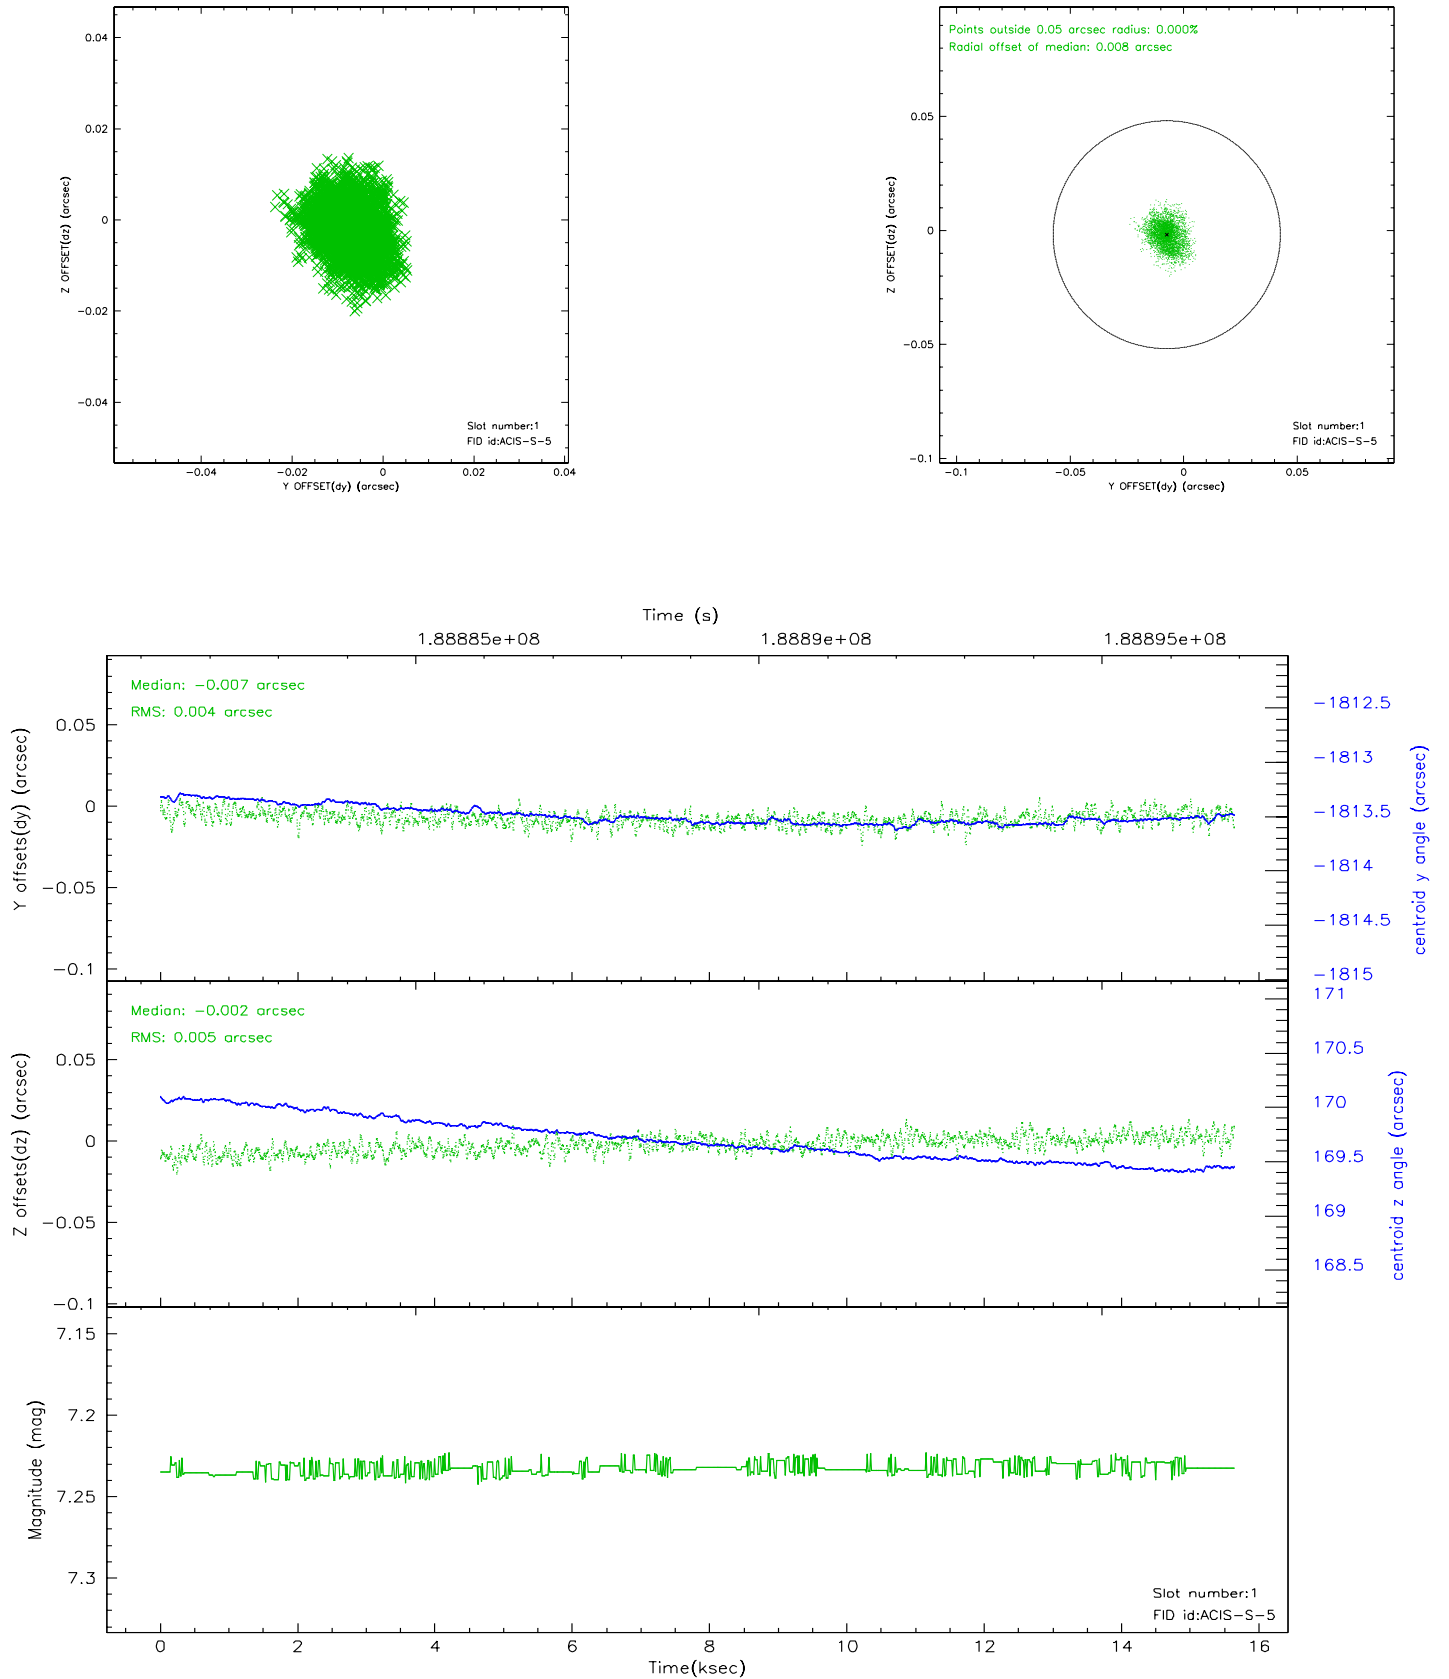 0.04
0.02
0
−0.02
−0.04
Z OFFSET(dz) (arcsec)
Slot number:1
FID id:ACIS−S−5
−0.04
−0.02
0
0.02
0.04
Y OFFSET(dy) (arcsec)
Points outside 0.05 arcsec radius: 0.000%
Radial offset of median: 0.008 arcsec
0.05
0
−0.05
−0.1
Z OFFSET(dz) (arcsec)
Slot number:1
FID id:ACIS−S−5
−0.1
−0.05
0
0.05
Y OFFSET(dy) (arcsec)
Time (s)
1.88885e+08
1.8889e+08
1.88895e+08
Median: −0.007 arcsec
RMS: 0.004 arcsec
0.05
0
−0.05
−0.1
Y offsets(dy) (arcsec)
−1812.5
−1813
−1813.5
−1814
−1814.5
−1815
centroid y angle (arcsec)
Median: −0.002 arcsec
RMS: 0.005 arcsec
0.05
0
−0.05
−0.1
Z offsets(dz) (arcsec)
171
170.5
170
169.5
169
168.5
centroid z angle (arcsec)
7.15
7.2
7.25
7.3
Magnitude (mag)
Slot number:1
FID id:ACIS−S−5
0
2
4
6
8
10
12
14
16
Time(ksec)